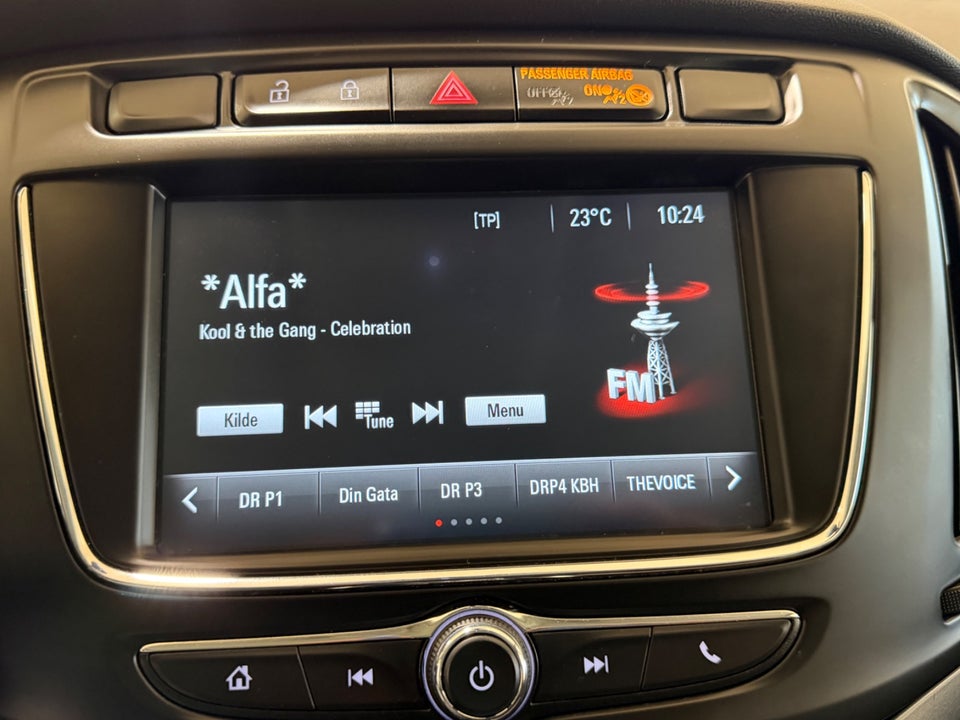 PASSENGER AIRBAG
OFF ON
[TP] 23°C 10:24
*Alfa*
Kool & the Gang - Celebration
FM
Kilde Tune Menu
DR P1 Din Gata DR P3 DRP4 KBH THEVOICE